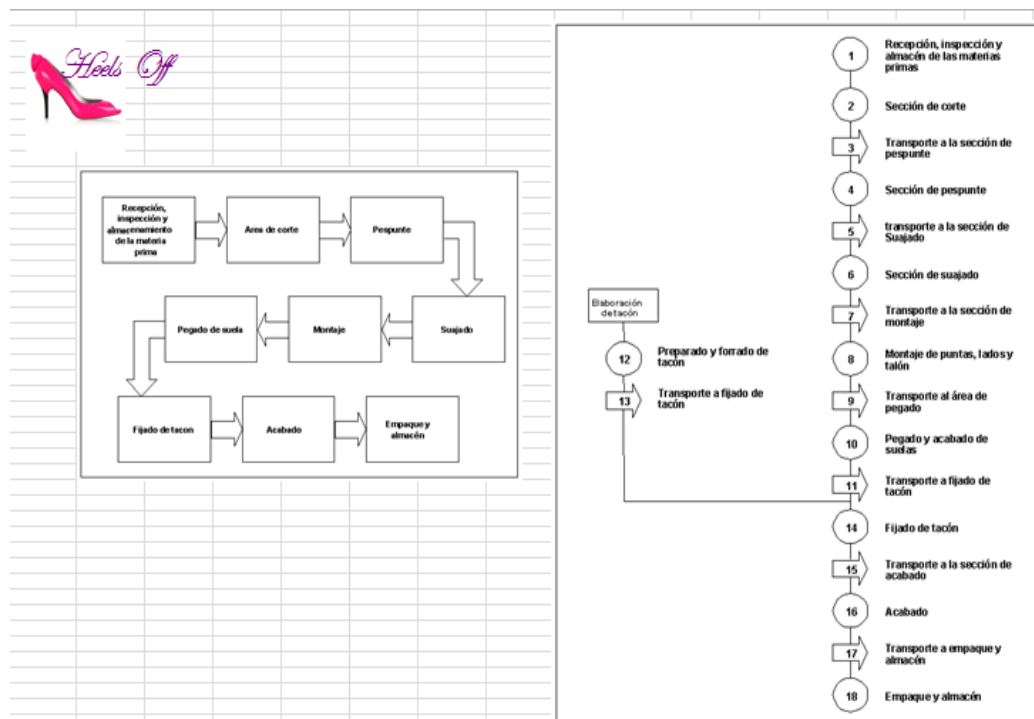 Heels Off
Recepción,
inspección y
almacenamiento
de la materia
prima
Area de corte
Pespunte
Pegado de suela
Montaje
Suajado
Fijado de tacon
Acabado
Empaque y
almacén
1
Recepción, inspección y
almacén de las materias
primas
2
Sección de corte
3
Transporte a la sección de
pespunte
4
Sección de pespunte
5
transporte a la sección de
Suajado
6
Sección de suajado
7
Transporte a la sección de
montaje
8
Montaje de puntas, lados y
talón
9
Transporte al área de
pegado
10
Pegado y acabado de
suelas
11
Transporte a fijado de
tacón
Elaboración
de tacón
12
Preparado y forrado de
tacón
13
Transporte a fijado de
tacón
14
Fijado de tacón
15
Transporte a la sección de
acabado
16
Acabado
17
Transporte a empaque y
almacén
18
Empaque y almacén